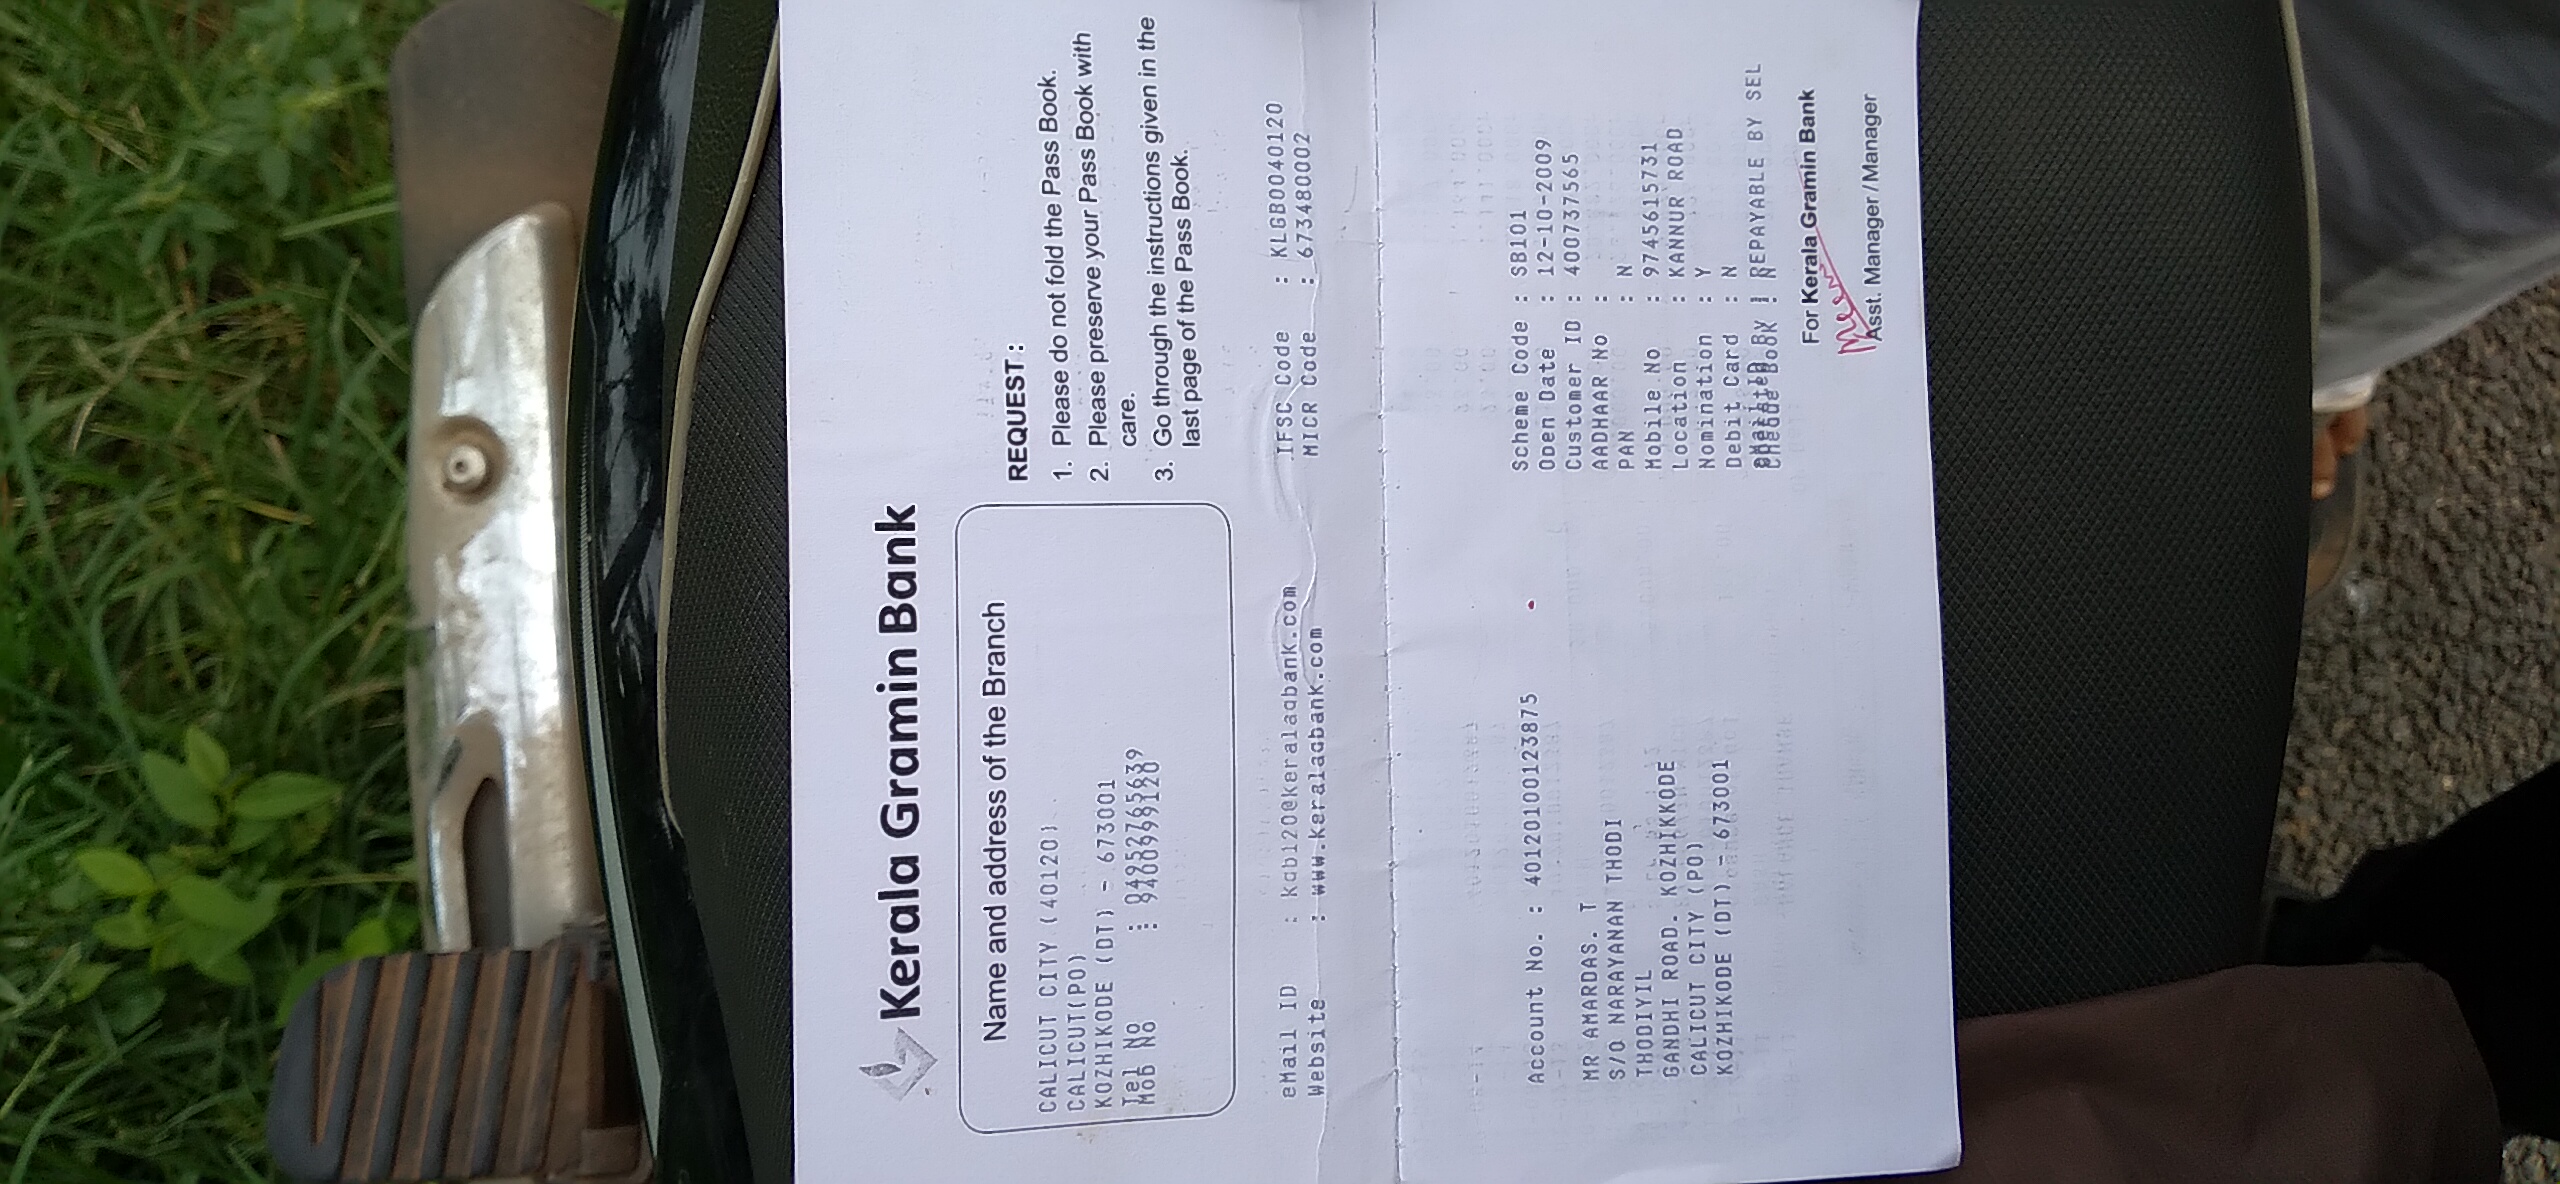 Kerala Gramin Bank
Name and address of the Branch
CALICUT CITY (40120)
CALICUT(PO)
KOZHIKODE (DT) - 673001
Tel No : 04952765639
Mob No : 9400999120
REQUEST :
1. Please do not fold the Pass Book.
2. Please preserve your Pass Book with
care.
3. Go through the instructions given in the
last page of the Pass Book.
eMail ID : kgb120@keralagbank.com
Website : www.keralagbank.com
IFSC Code : KLGB0040120
MICR Code : 673480002
Account No. : 40120100123875
MR AMARDAS. T
S/O NARAYANAN THODI
THODIYIL
GANDHI ROAD. KOZHIKKODE
CALICUT CITY (PO)
KOZHIKODE (DT) - 673001
Scheme Code : SB101
Open Date : 12-10-2009
Customer ID : 400737565
AADHAAR No :
PAN : N
Mobile No : 9745615731
Location : KANNUR ROAD
Nomination : Y
Debit Card : N
eMail ID
Operated By : REPAYABLE BY SEL
Cheque Book : N
For Kerala Gramin Bank
Asst. Manager / Manager